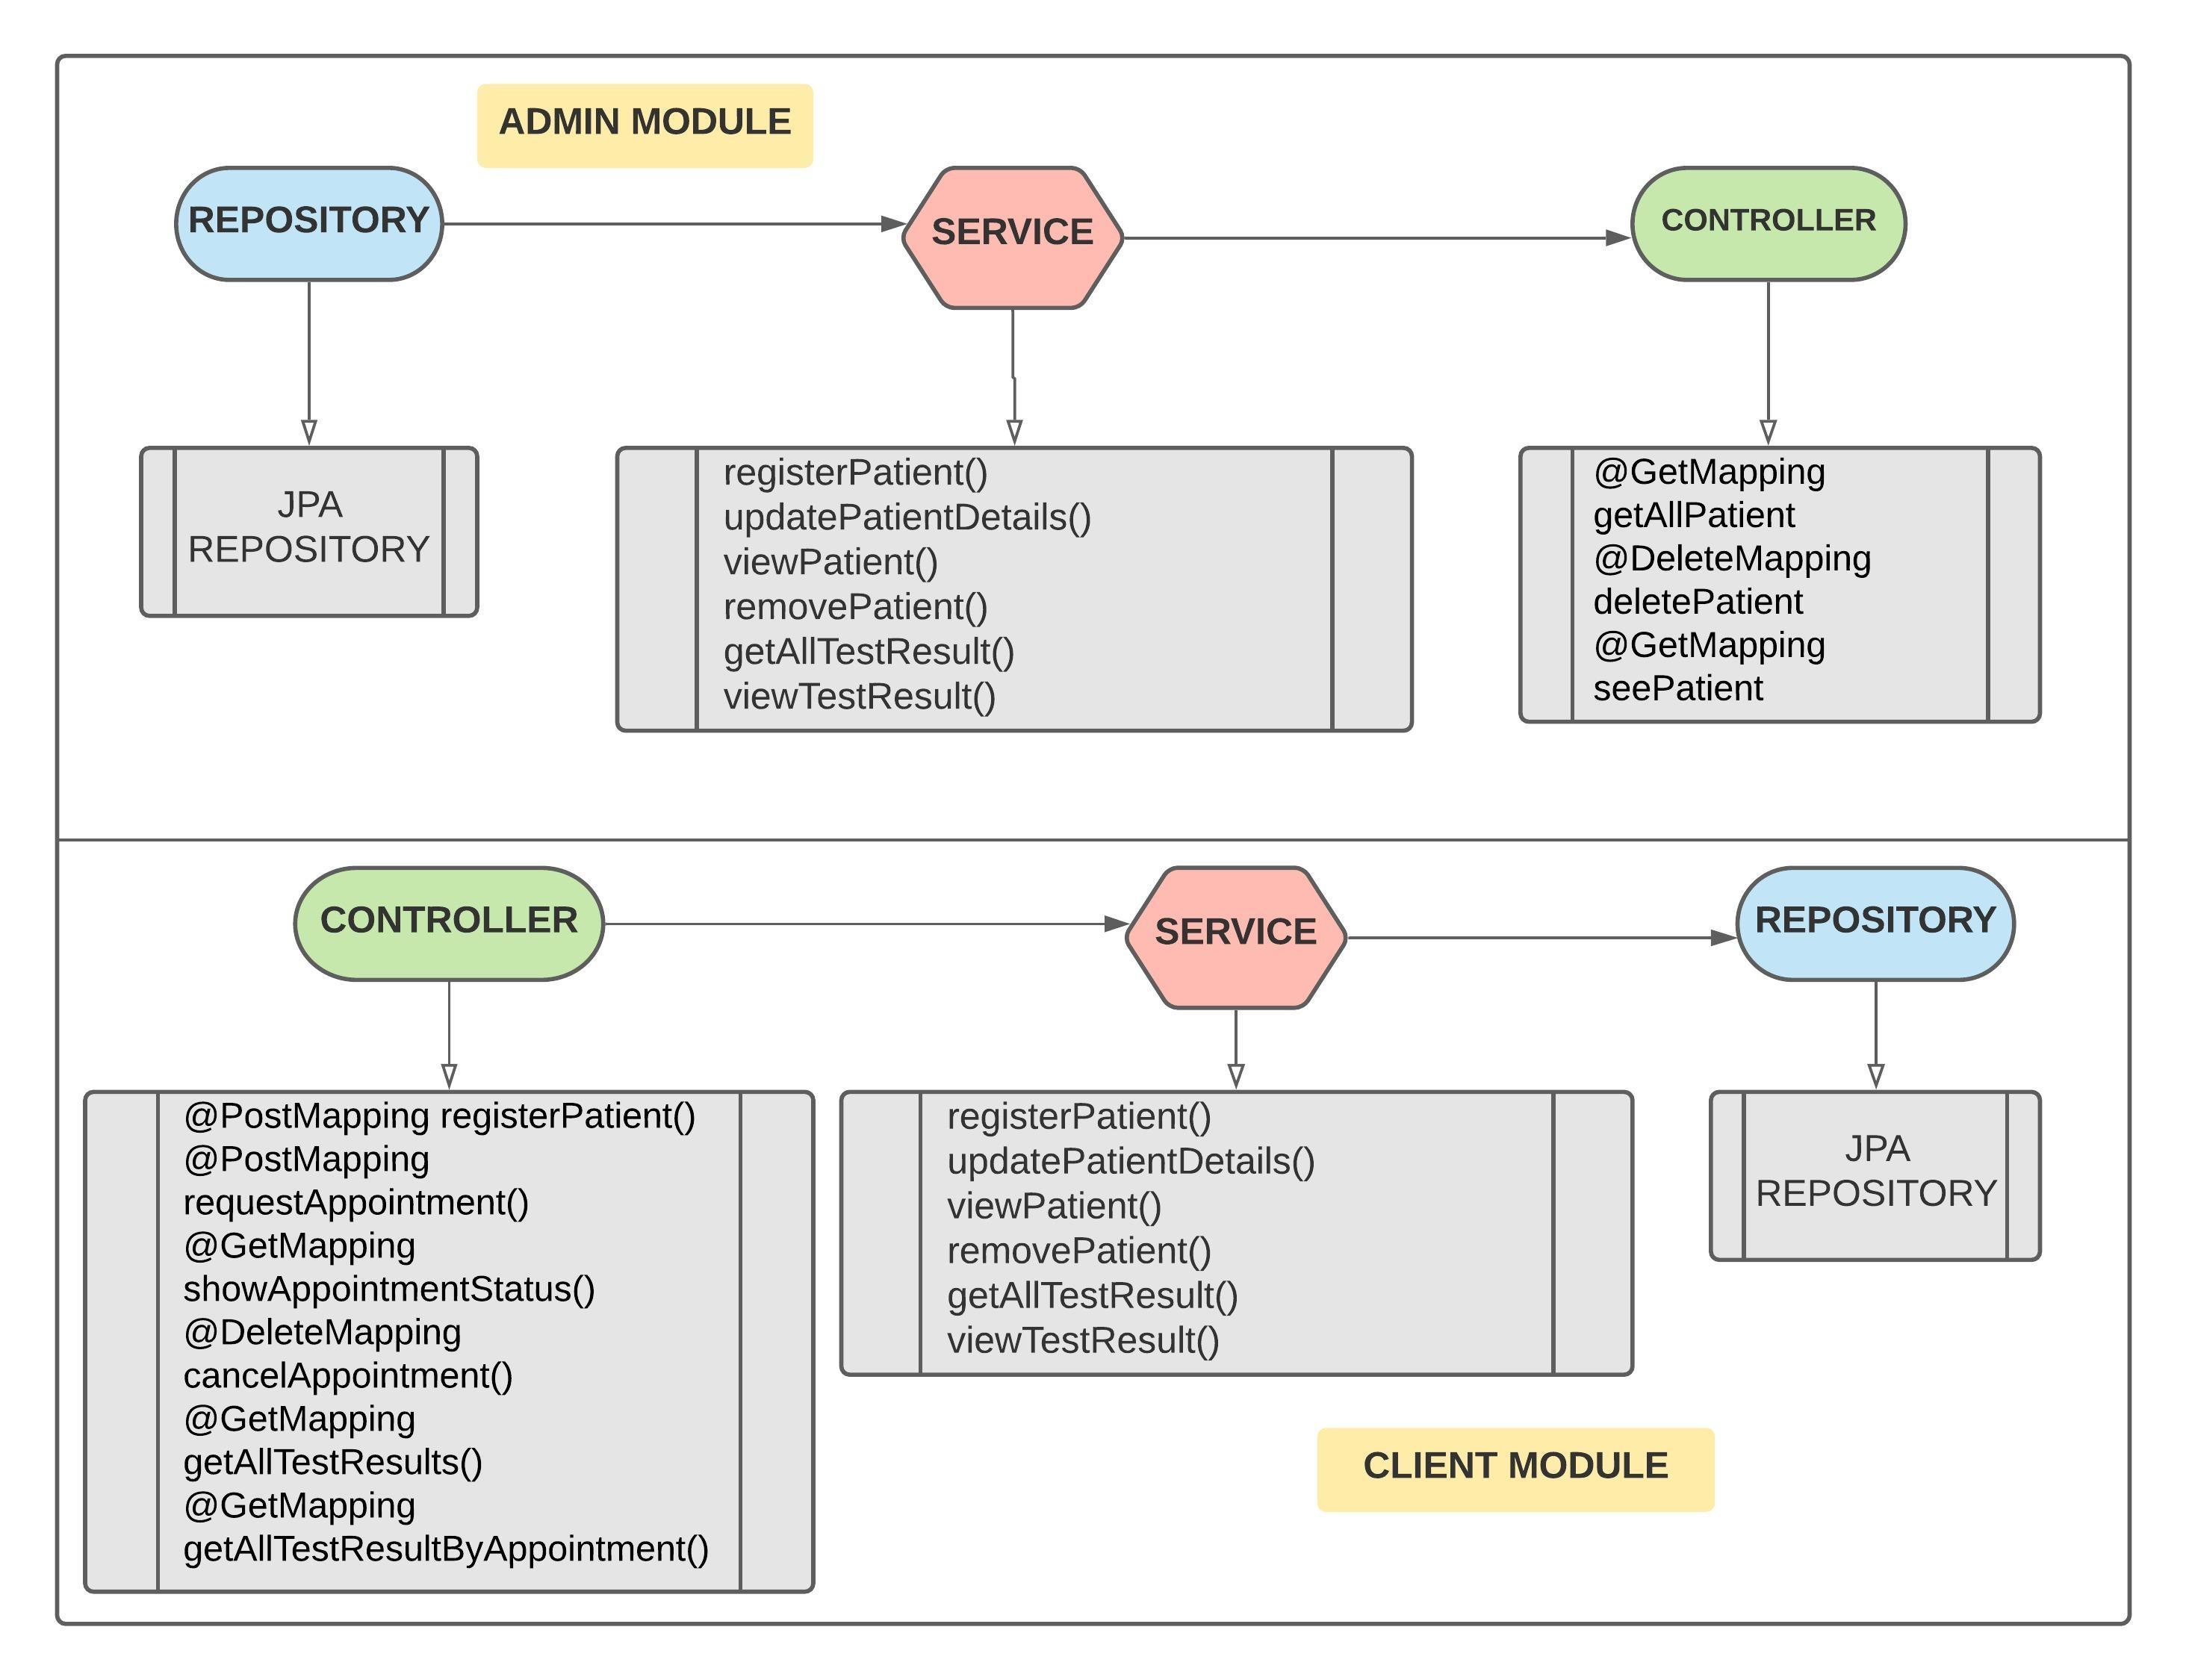 ADMIN MODULE
REPOSITORY
SERVICE
CONTROLLER
JPA
REPOSITORY
registerPatient()
updatePatientDetails()
viewPatient()
removePatient()
getAllTestResult()
viewTestResult()
@GetMapping
getAllPatient
@DeleteMapping
deletePatient
@GetMapping
seePatient
CONTROLLER
SERVICE
REPOSITORY
@PostMapping registerPatient()
@PostMapping
requestAppointment()
@GetMapping
showAppointmentStatus()
@DeleteMapping
cancelAppointment()
@GetMapping
getAllTestResults()
@GetMapping
getAllTestResultByAppointment()
registerPatient()
updatePatientDetails()
viewPatient()
removePatient()
getAllTestResult()
viewTestResult()
JPA
REPOSITORY
CLIENT MODULE